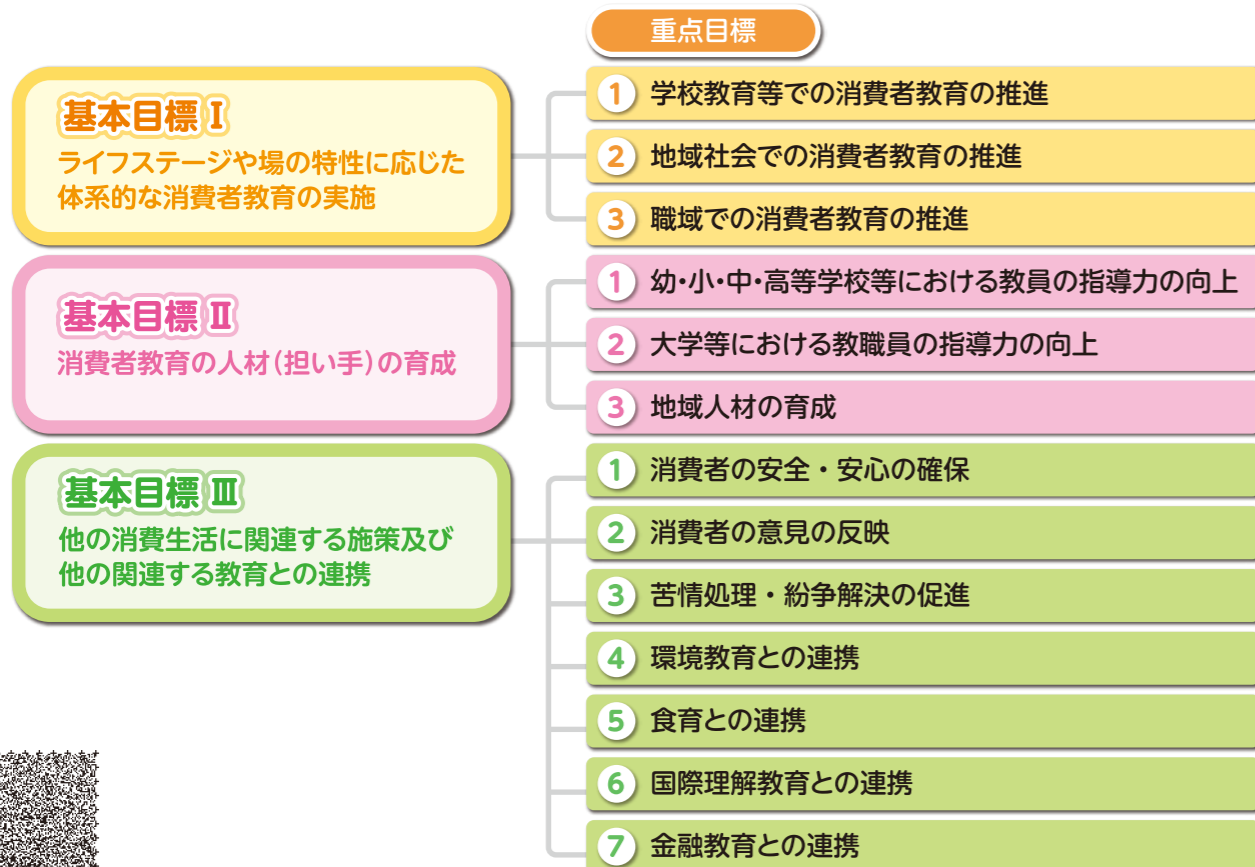 重点目標
基本目標 Ⅰ
ライフステージや場の特性に応じた
体系的な消費者教育の実施
1 学校教育等での消費者教育の推進
2 地域社会での消費者教育の推進
3 職域での消費者教育の推進
基本目標 Ⅱ
消費者教育の人材(担い手)の育成
1 幼・小・中・高等学校等における教員の指導力の向上
2 大学等における教職員の指導力の向上
3 地域人材の育成
基本目標 Ⅲ
他の消費生活に関連する施策及び
他の関連する教育との連携
1 消費者の安全・安心の確保
2 消費者の意見の反映
3 苦情処理・紛争解決の促進
4 環境教育との連携
5 食育との連携
6 国際理解教育との連携
7 金融教育との連携